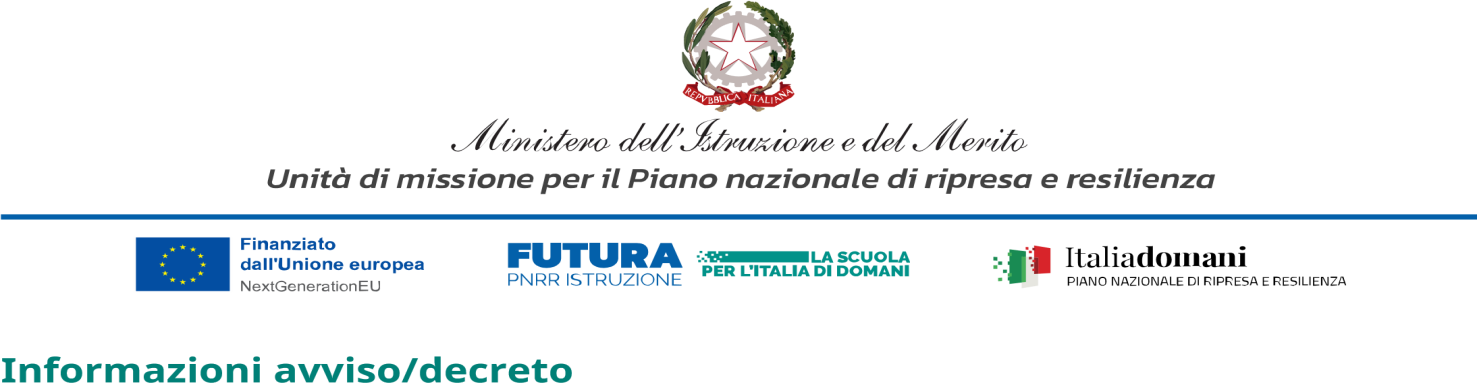 REPVBBLICA ITALIANA
Ministero dell'Istruzione e del Merito
Unità di missione per il Piano nazionale di ripresa e resilienza
Finanziato
dall'Unione europea
NextGenerationEU
FUTURA
PNRR ISTRUZIONE
LA SCUOLA
PER L'ITALIA DI DOMANI
Italiadomani
PIANO NAZIONALE DI RIPRESA E RESILIENZA
Informazioni avviso/decreto